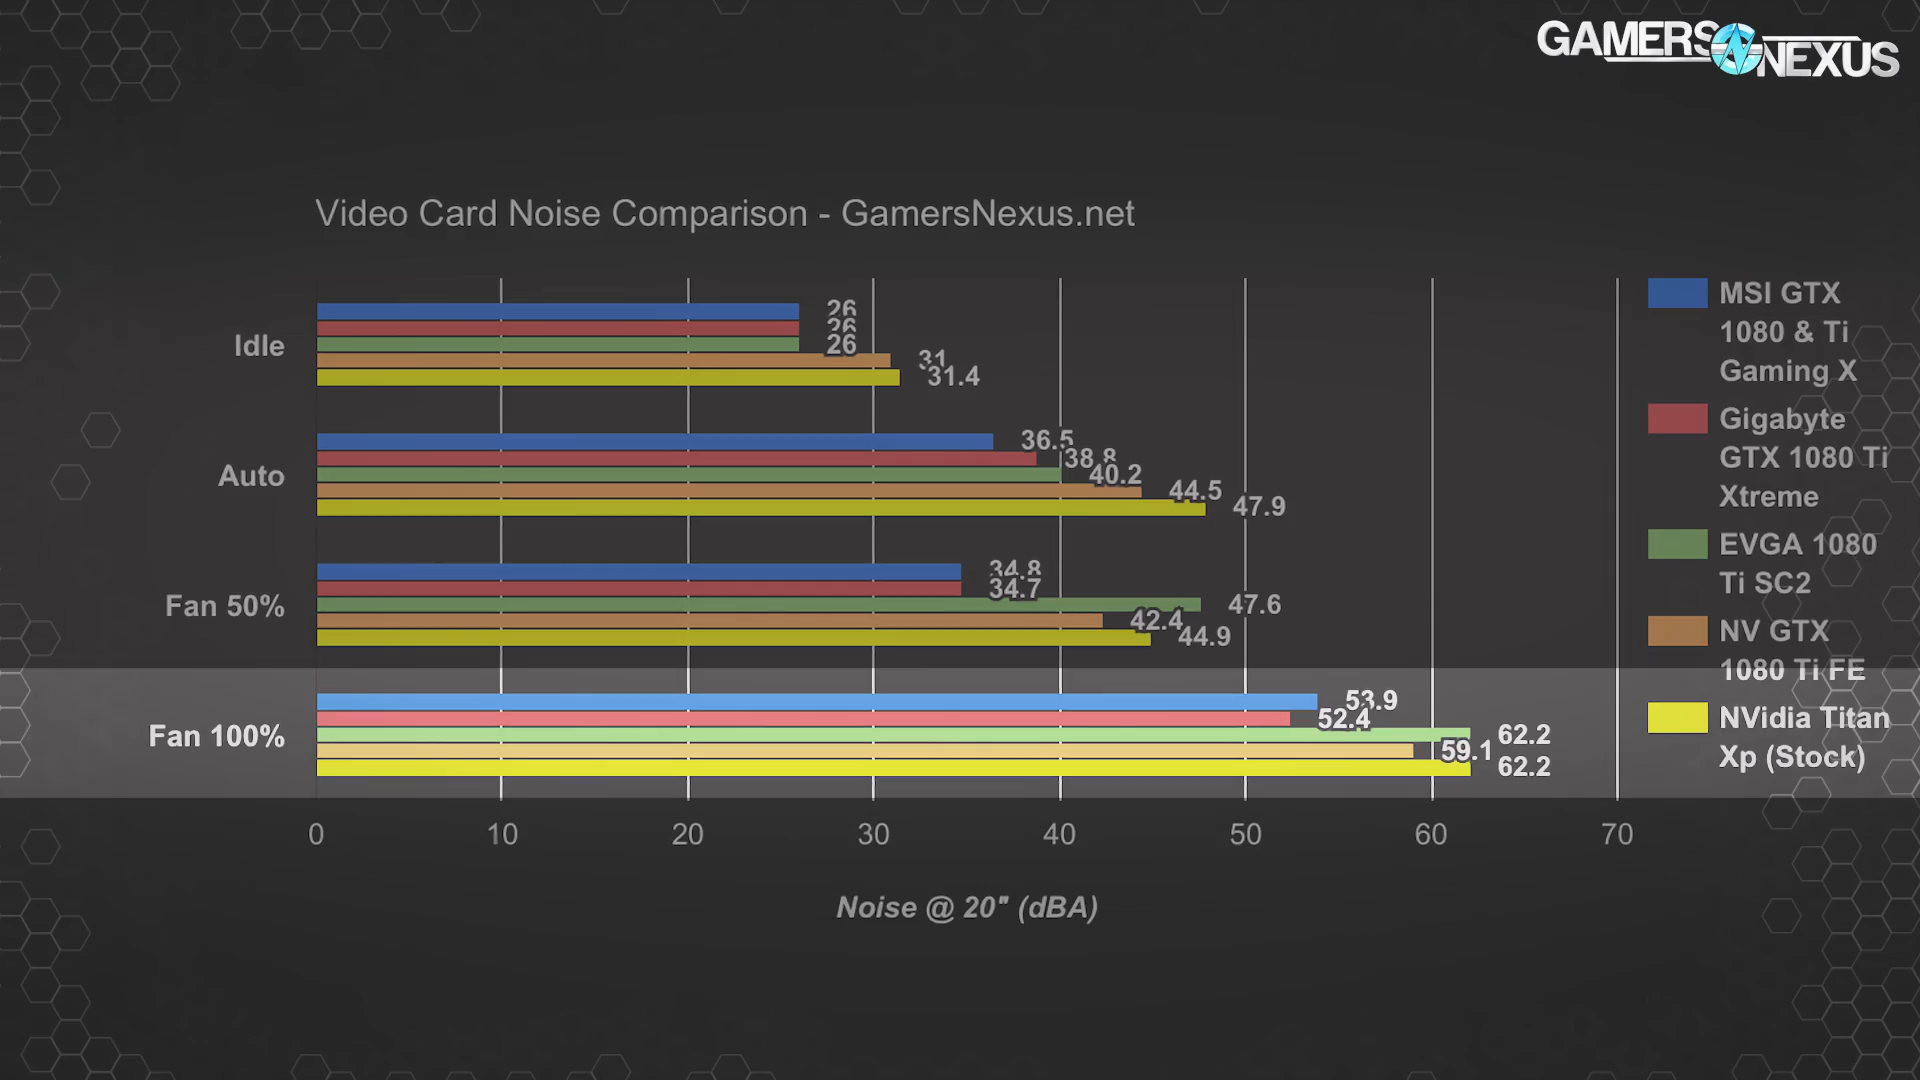 GAMERS NEXUS
Video Card Noise Comparison - GamersNexus.net
Idle
26
26
26
31
31.4
Auto
36.5
38.8
40.2
44.5
47.9
Fan 50%
34.8
34.7
47.6
42.4
44.9
Fan 100%
53.9
52.4
62.2
59.1
62.2
0 10 20 30 40 50 60 70
Noise @ 20" (dBA)
MSI GTX
1080 & Ti
Gaming X
Gigabyte
GTX 1080 Ti
Xtreme
EVGA 1080
Ti SC2
NV GTX
1080 Ti FE
NVidia Titan
Xp (Stock)